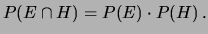 P(E ∩ H) = P(E) · P(H) .